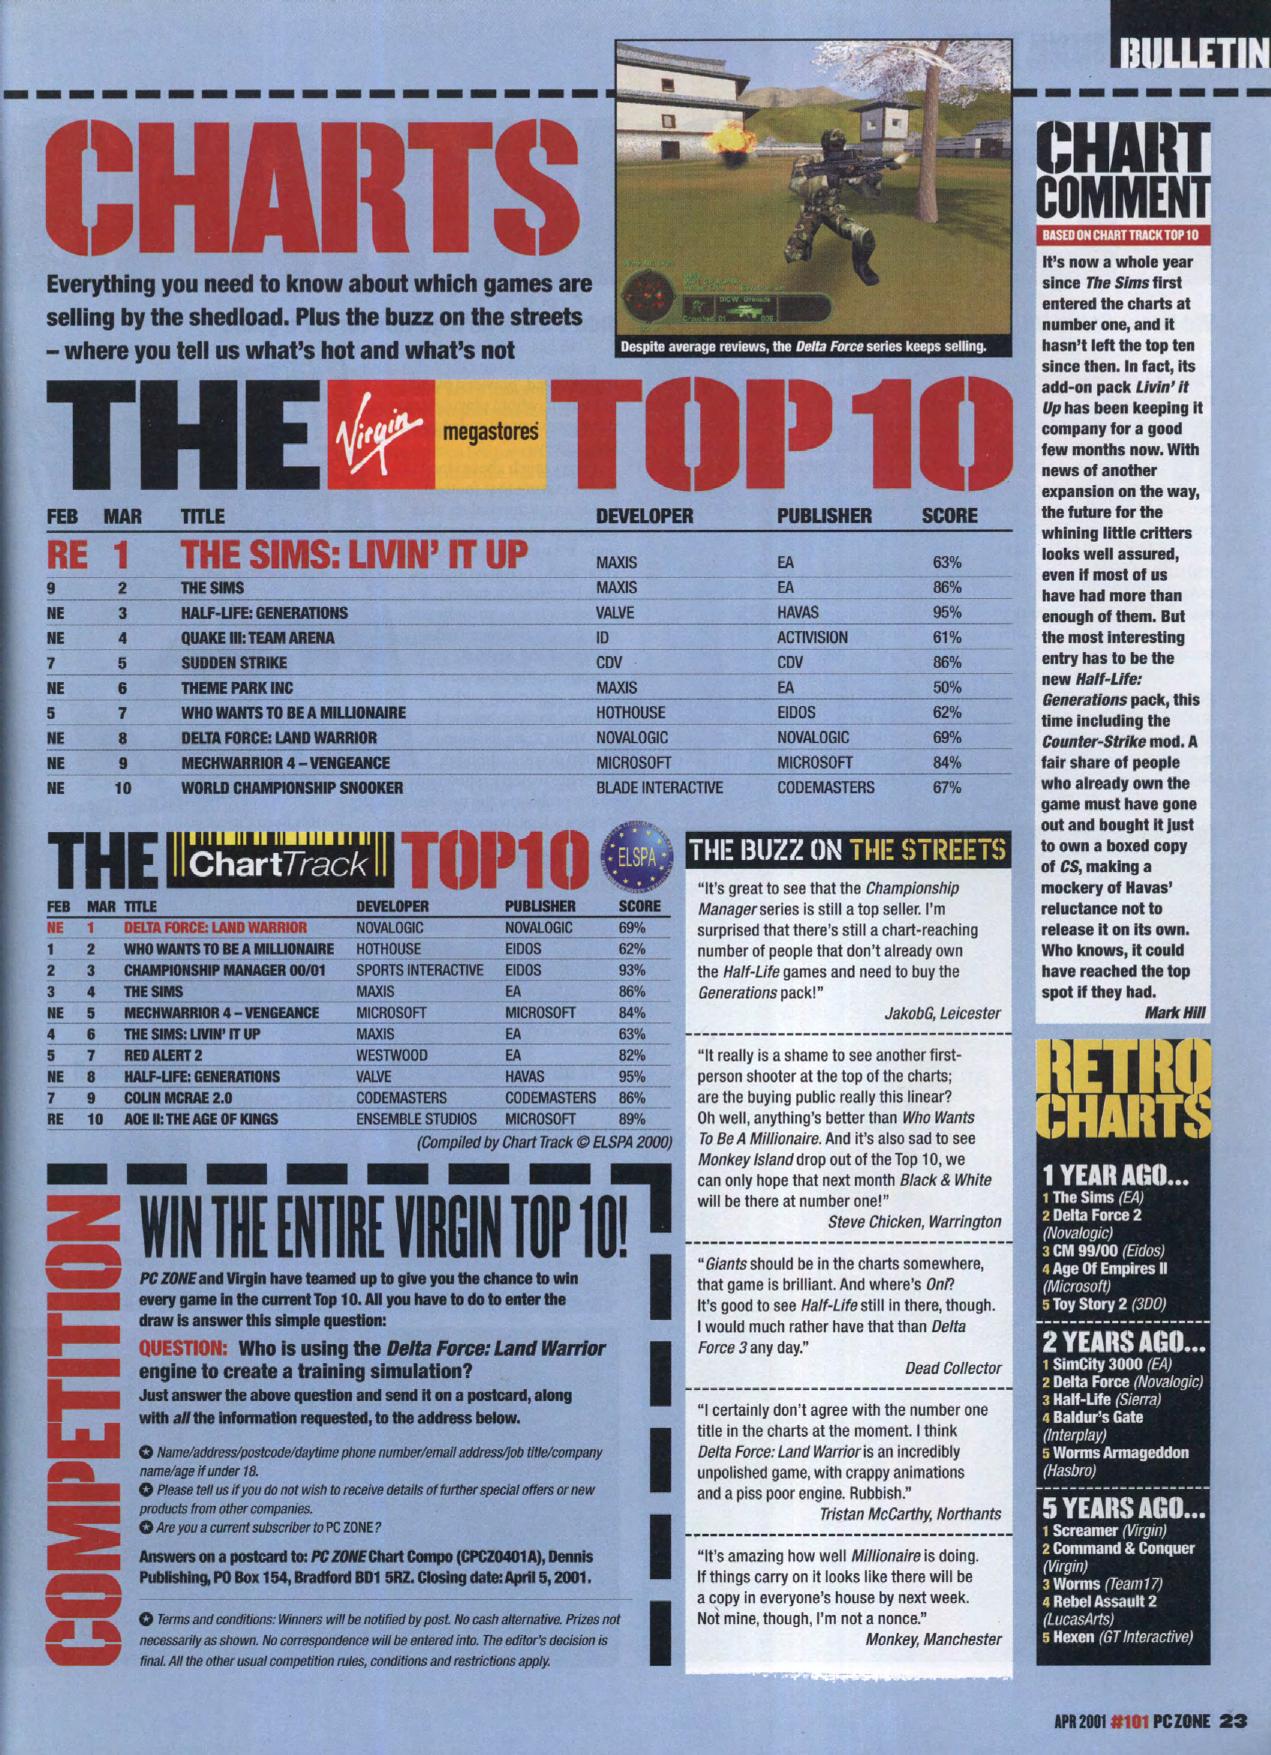 BULLETIN
CHARTS
Everything you need to know about which games are
selling by the shedload. Plus the buzz on the streets
– where you tell us what's hot and what's not
Despite average reviews, the Delta Force series keeps selling.
THE Virgin megastores TOP 10
FEB MAR TITLE DEVELOPER PUBLISHER SCORE
RE 1 THE SIMS: LIVIN' IT UP MAXIS EA 63%
9 2 THE SIMS MAXIS EA 86%
NE 3 HALF-LIFE: GENERATIONS VALVE HAVAS 95%
NE 4 QUAKE III: TEAM ARENA ID ACTIVISION 61%
7 5 SUDDEN STRIKE CDV CDV 86%
NE 6 THEME PARK INC MAXIS EA 50%
5 7 WHO WANTS TO BE A MILLIONAIRE HOTHOUSE EIDOS 62%
NE 8 DELTA FORCE: LAND WARRIOR NOVALOGIC NOVALOGIC 69%
NE 9 MECHWARRIOR 4 – VENGEANCE MICROSOFT MICROSOFT 84%
NE 10 WORLD CHAMPIONSHIP SNOOKER BLADE INTERACTIVE CODEMASTERS 67%
THE ChartTrack TOP10 ELSPA
FEB MAR TITLE DEVELOPER PUBLISHER SCORE
NE 1 DELTA FORCE: LAND WARRIOR NOVALOGIC NOVALOGIC 69%
1 2 WHO WANTS TO BE A MILLIONAIRE HOTHOUSE EIDOS 62%
2 3 CHAMPIONSHIP MANAGER 00/01 SPORTS INTERACTIVE EIDOS 93%
3 4 THE SIMS MAXIS EA 86%
NE 5 MECHWARRIOR 4 – VENGEANCE MICROSOFT MICROSOFT 84%
4 6 THE SIMS: LIVIN' IT UP MAXIS EA 63%
5 7 RED ALERT 2 WESTWOOD EA 82%
NE 8 HALF-LIFE: GENERATIONS VALVE HAVAS 95%
7 9 COLIN MCRAE 2.0 CODEMASTERS CODEMASTERS 86%
RE 10 AOE II: THE AGE OF KINGS ENSEMBLE STUDIOS MICROSOFT 89%
(Compiled by Chart Track © ELSPA 2000)
COMPETITION
WIN THE ENTIRE VIRGIN TOP 10!
PC ZONE and Virgin have teamed up to give you the chance to win
every game in the current Top 10. All you have to do to enter the
draw is answer this simple question:
QUESTION: Who is using the Delta Force: Land Warrior
engine to create a training simulation?
Just answer the above question and send it on a postcard, along
with all the information requested, to the address below.
✪ Name/address/postcode/daytime phone number/email address/job title/company
name/age if under 18.
✪ Please tell us if you do not wish to receive details of further special offers or new
products from other companies.
✪ Are you a current subscriber to PC ZONE?
Answers on a postcard to: PC ZONE Chart Compo (CPCZ0401A), Dennis
Publishing, PO Box 154, Bradford BD1 5RZ. Closing date: April 5, 2001.
✪ Terms and conditions: Winners will be notified by post. No cash alternative. Prizes not
necessarily as shown. No correspondence will be entered into. The editor's decision is
final. All the other usual competition rules, conditions and restrictions apply.
THE BUZZ ON THE STREETS
"It's great to see that the Championship
Manager series is still a top seller. I'm
surprised that there's still a chart-reaching
number of people that don't already own
the Half-Life games and need to buy the
Generations pack!"
JakobG, Leicester
"It really is a shame to see another first-
person shooter at the top of the charts;
are the buying public really this linear?
Oh well, anything's better than Who Wants
To Be A Millionaire. And it's also sad to see
Monkey Island drop out of the Top 10, we
can only hope that next month Black & White
will be there at number one!"
Steve Chicken, Warrington
"Giants should be in the charts somewhere,
that game is brilliant. And where's Oni?
It's good to see Half-Life still in there, though.
I would much rather have that than Delta
Force 3 any day."
Dead Collector
"I certainly don't agree with the number one
title in the charts at the moment. I think
Delta Force: Land Warrior is an incredibly
unpolished game, with crappy animations
and a piss poor engine. Rubbish."
Tristan McCarthy, Northants
"It's amazing how well Millionaire is doing.
If things carry on it looks like there will be
a copy in everyone's house by next week.
Not mine, though, I'm not a nonce."
Monkey, Manchester
CHART
COMMENT
BASED ON CHART TRACK TOP 10
It's now a whole year
since The Sims first
entered the charts at
number one, and it
hasn't left the top ten
since then. In fact, its
add-on pack Livin' it
Up has been keeping it
company for a good
few months now. With
news of another
expansion on the way,
the future for the
whining little critters
looks well assured,
even if most of us
have had more than
enough of them. But
the most interesting
entry has to be the
new Half-Life:
Generations pack, this
time including the
Counter-Strike mod. A
fair share of people
who already own the
game must have gone
out and bought it just
to own a boxed copy
of CS, making a
mockery of Havas'
reluctance not to
release it on its own.
Who knows, it could
have reached the top
spot if they had.
Mark Hill
RETRO
CHARTS
1 YEAR AGO...
1 The Sims (EA)
2 Delta Force 2
(Novalogic)
3 CM 99/00 (Eidos)
4 Age Of Empires II
(Microsoft)
5 Toy Story 2 (3DO)
2 YEARS AGO...
1 SimCity 3000 (EA)
2 Delta Force (Novalogic)
3 Half-Life (Sierra)
4 Baldur's Gate
(Interplay)
5 Worms Armageddon
(Hasbro)
5 YEARS AGO...
1 Screamer (Virgin)
2 Command & Conquer
(Virgin)
3 Worms (Team17)
4 Rebel Assault 2
(LucasArts)
5 Hexen (GT Interactive)
APR 2001 #101 PC ZONE 23